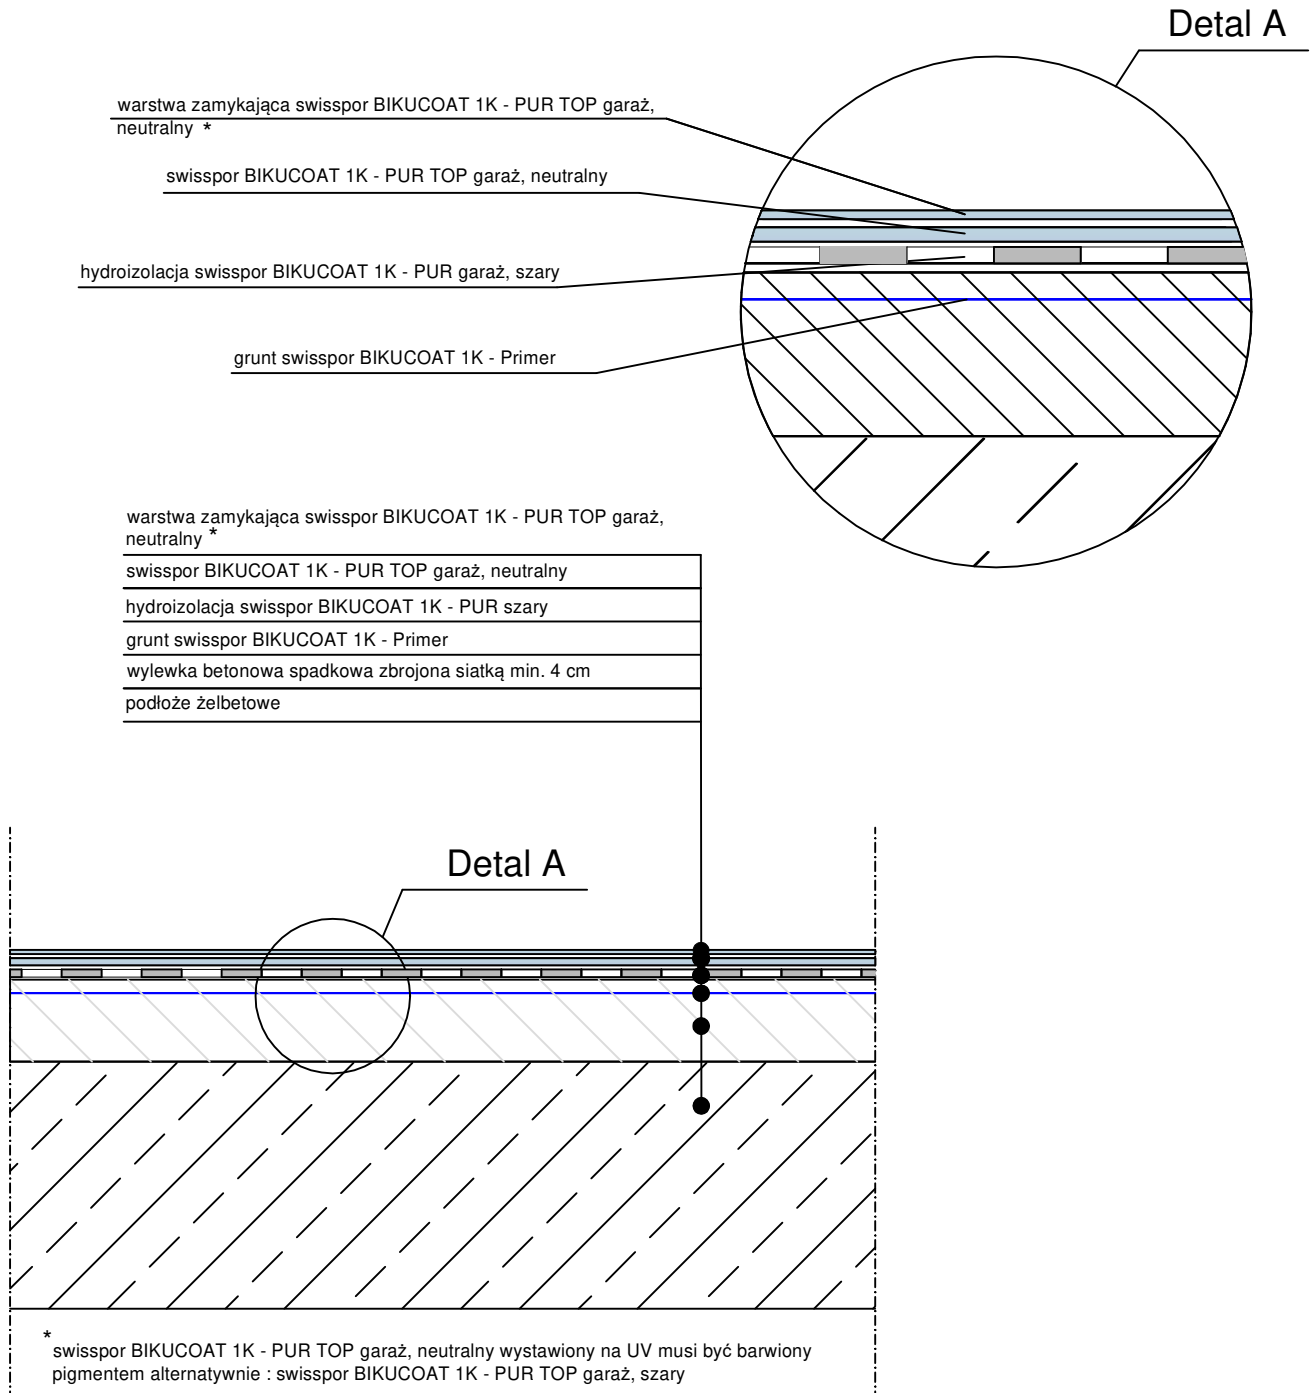 Detal A
warstwa zamykająca swisspor BIKUCOAT 1K - PUR TOP garaż,
neutralny *
swisspor BIKUCOAT 1K - PUR TOP garaż, neutralny
hydroizolacja swisspor BIKUCOAT 1K - PUR garaż, szary
grunt swisspor BIKUCOAT 1K - Primer
warstwa zamykająca swisspor BIKUCOAT 1K - PUR TOP garaż,
neutralny *
swisspor BIKUCOAT 1K - PUR TOP garaż, neutralny
hydroizolacja swisspor BIKUCOAT 1K - PUR szary
grunt swisspor BIKUCOAT 1K - Primer
wylewka betonowa spadkowa zbrojona siatką min. 4 cm
podłoże żelbetowe
Detal A
*
swisspor BIKUCOAT 1K - PUR TOP garaż, neutralny wystawiony na UV musi być barwiony
pigmentem alternatywnie : swisspor BIKUCOAT 1K - PUR TOP garaż, szary